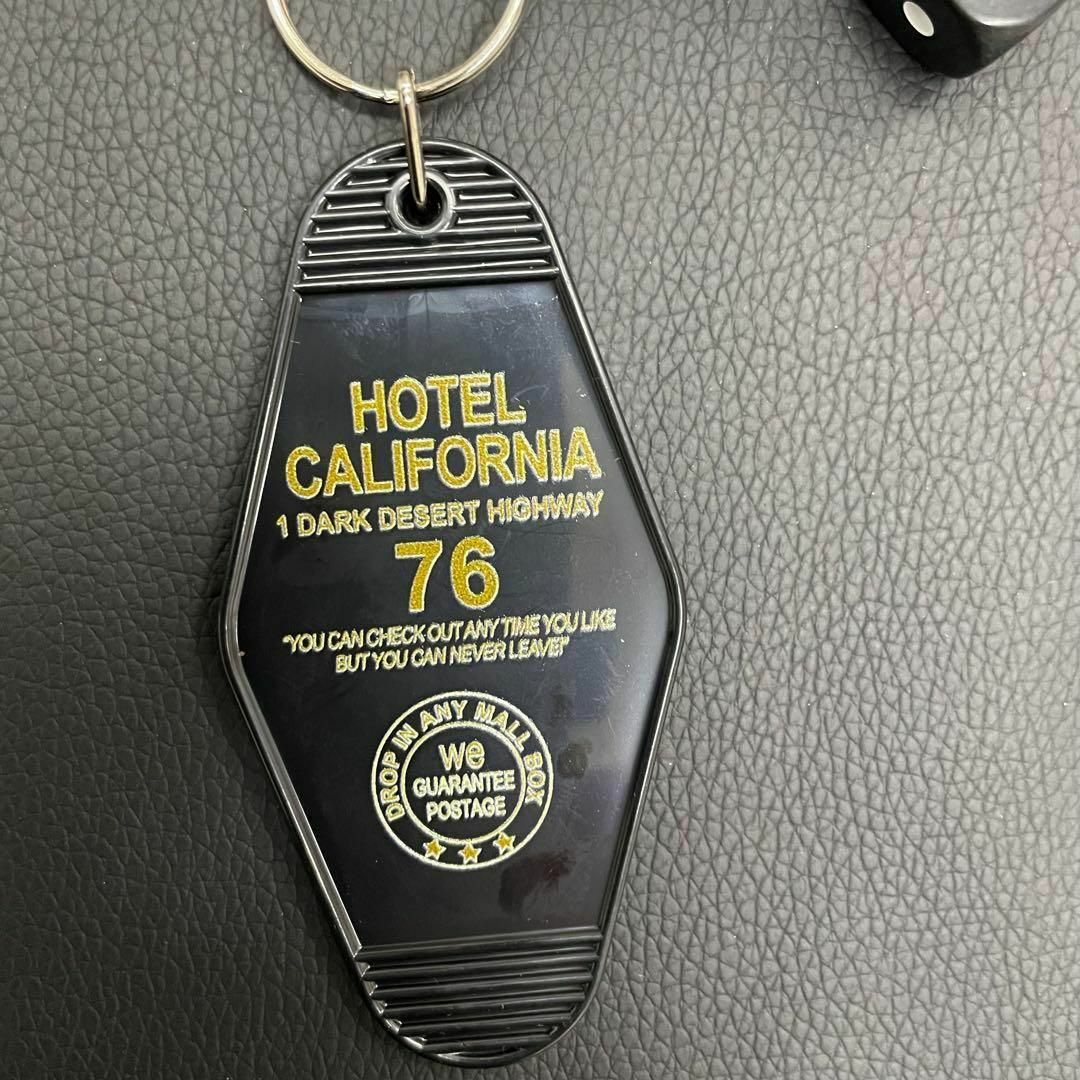 HOTEL
CALIFORNIA
1 DARK DESERT HIGHWAY
76
"YOU CAN CHECK OUT ANY TIME YOU LIKE
BUT YOU CAN NEVER LEAVE!"
DROP IN ANY MALL BOX
We
GUARANTEE
POSTAGE